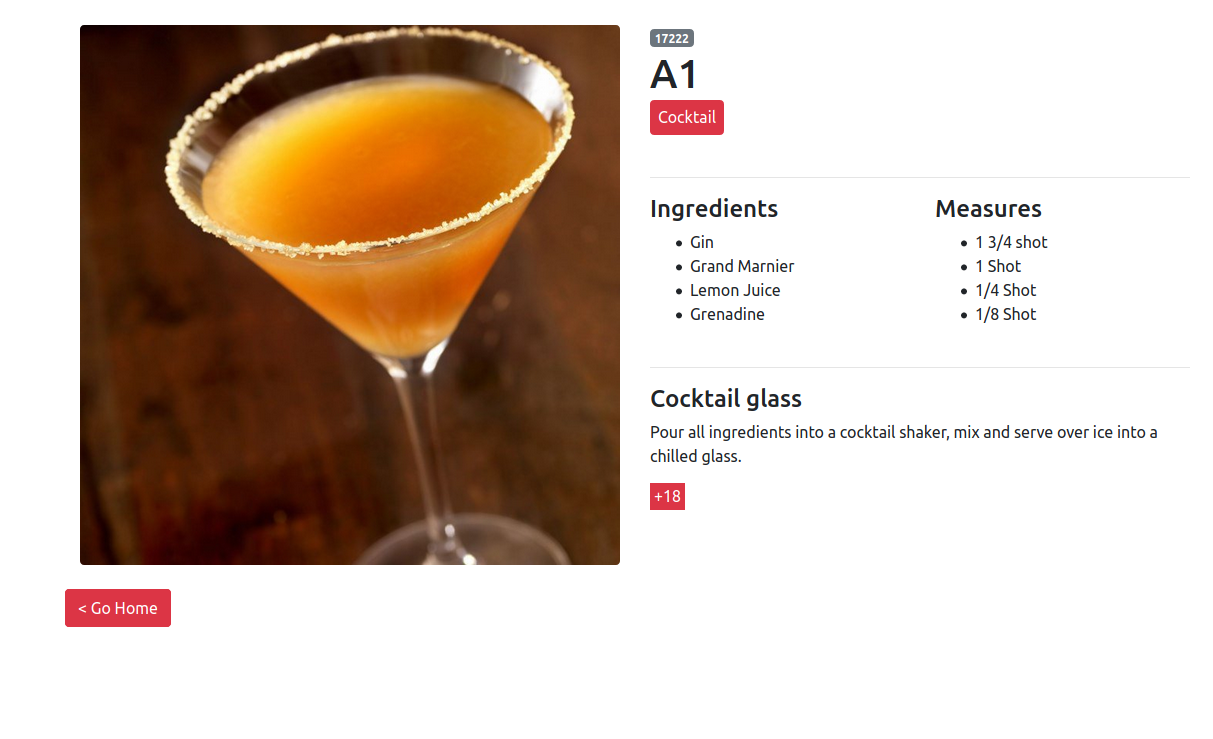 17222
A1
Cocktail
Ingredients
Gin
Grand Marnier
Lemon Juice
Grenadine
Measures
1 3/4 shot
1 Shot
1/4 Shot
1/8 Shot
Cocktail glass
Pour all ingredients into a cocktail shaker, mix and serve over ice into a
chilled glass.
+18
< Go Home